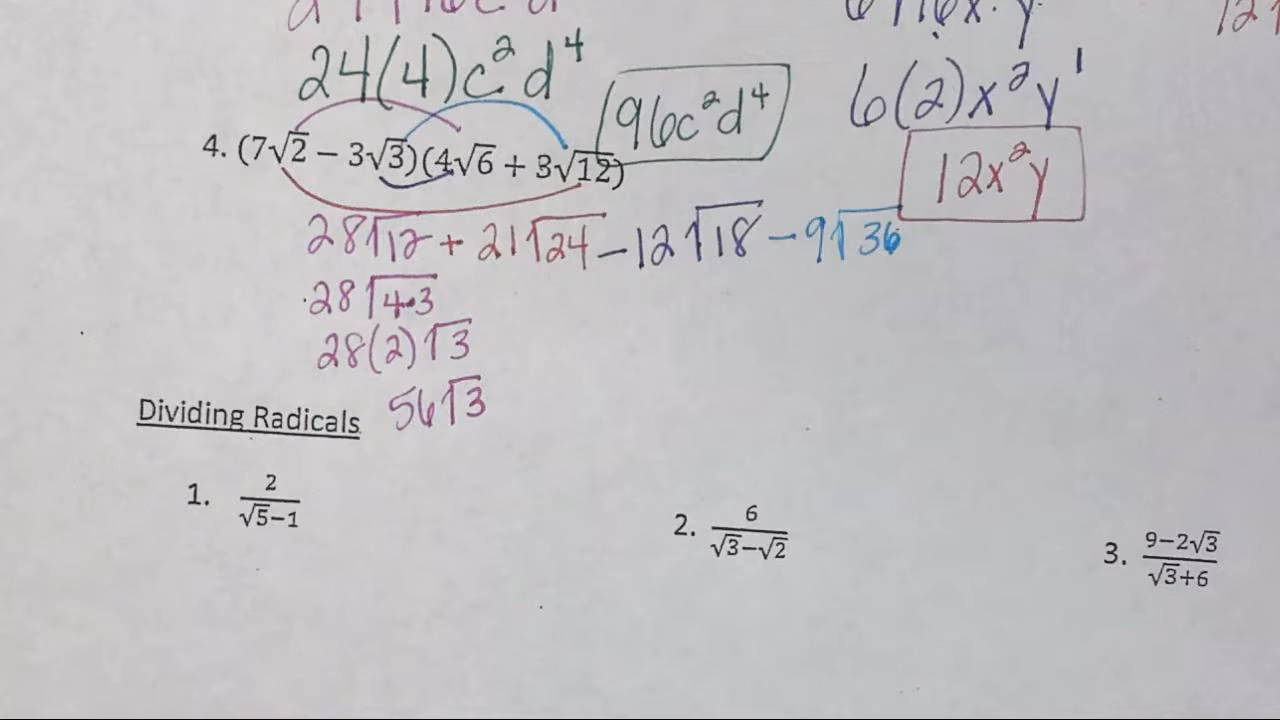 24(4)c²d⁴
96c²d⁴
6(2)x²y¹
12x²y
4. (7√2 − 3√3)(4√6 + 3√12)
28√12 + 21√24 − 12√18 − 9√36
28√4·3
28(2)√3
56√3
Dividing Radicals
1. 2/(√5−1)
2. 6/(√3−√2)
3. (9−2√3)/(√3+6)